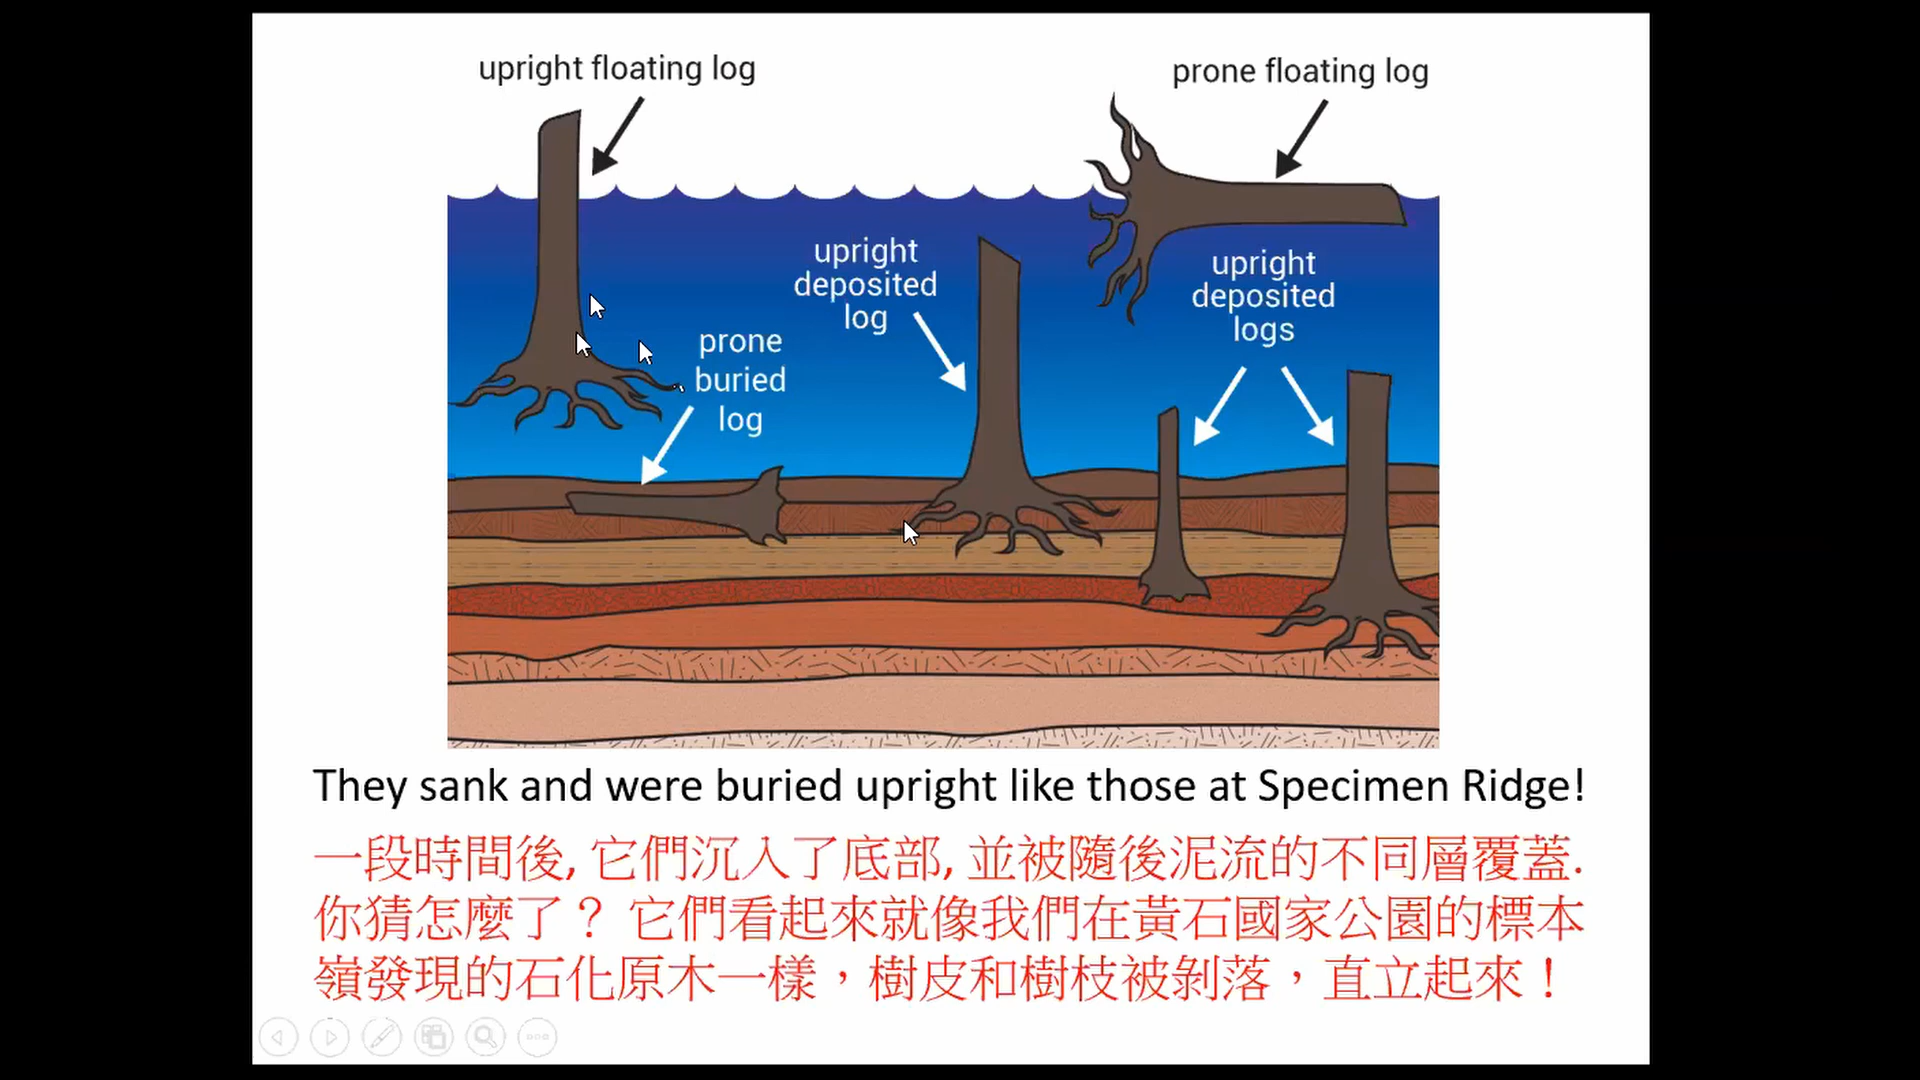 upright floating log
prone floating log
upright
deposited
log
upright
deposited
logs
prone
buried
log
They sank and were buried upright like those at Specimen Ridge!
一段時間後, 它們沉入了底部, 並被隨後泥流的不同層覆蓋.
你猜怎麼了？ 它們看起來就像我們在黃石國家公園的標本
嶺發現的石化原木一樣，樹皮和樹枝被剝落，直立起來！